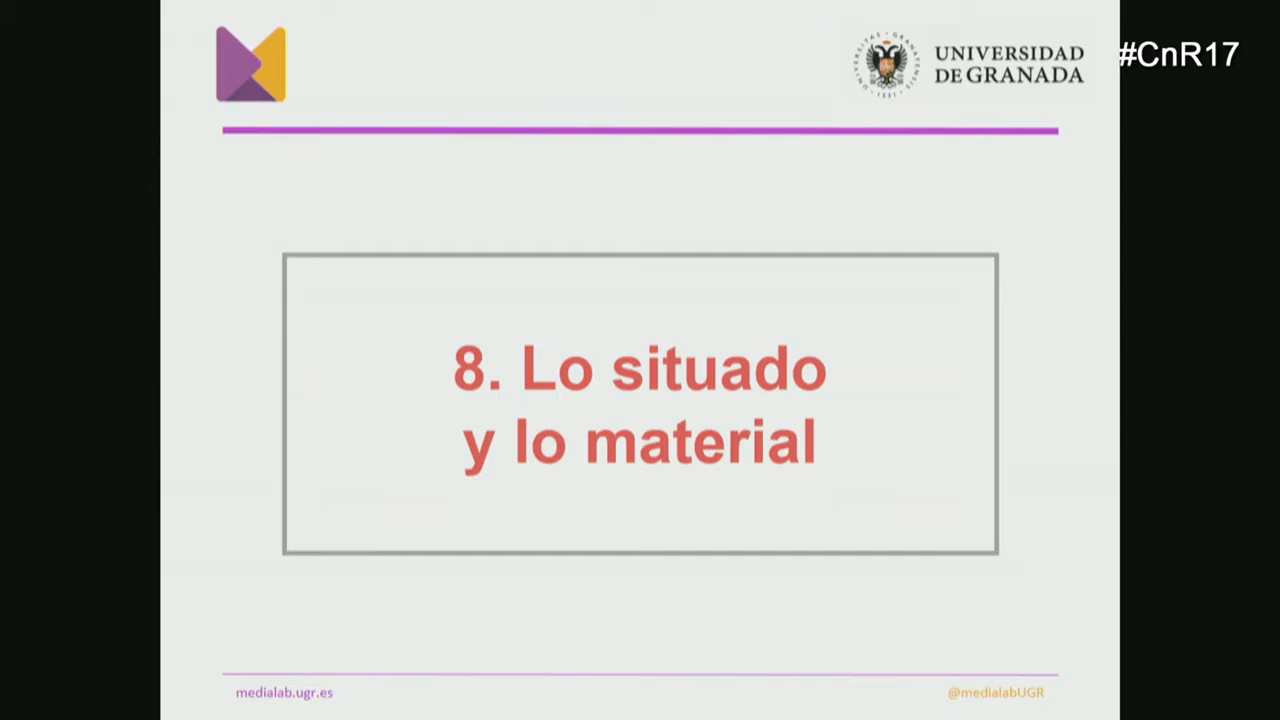 UNIVERSIDAD
DE GRANADA
#CnR17
8. Lo situado
y lo material
medialab.ugr.es
@medialabUGR